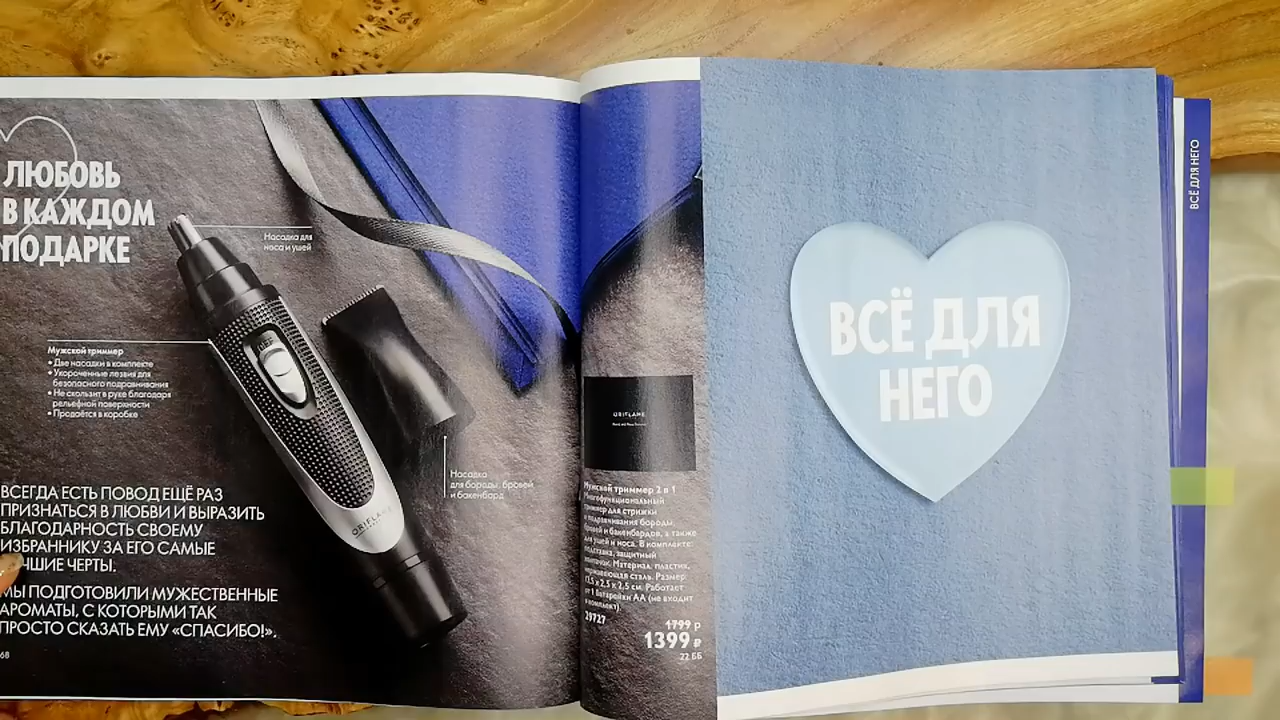 ЛЮБОВЬ
В КАЖДОМ
ПОДАРКЕ
Насадка для
носа и ушей
Мужской триммер
• Две насадки в комплекте
• Укороченные лезвия для
безопасного подравнивания
• Не скользит в руке благодаря
рельефной поверхности
• Продаётся в коробке
OFF
Насадка
для бороды, бровей
и бакенбард
ORIFLAME
ВСЕГДА ЕСТЬ ПОВОД ЕЩЁ РАЗ
ПРИЗНАТЬСЯ В ЛЮБВИ И ВЫРАЗИТЬ
БЛАГОДАРНОСТЬ СВОЕМУ
ИЗБРАННИКУ ЗА ЕГО САМЫЕ
ЧШИЕ ЧЕРТЫ.
МЫ ПОДГОТОВИЛИ МУЖЕСТВЕННЫЕ
АРОМАТЫ, С КОТОРЫМИ ТАК
ПРОСТО СКАЗАТЬ ЕМУ «СПАСИБО!».
68
ORIFLAME
Мужской триммер 2 в 1
Многофункциональный
триммер для стрижки
и подравнивания бороды,
бровей и бакенбардов, а также
для ушей и носа. В комплекте:
подставка, защитный
колпачок. Материал: пластик,
нержавеющая сталь. Размер:
13,5 x 2,5 x 2,5 см. Работает
от 1 батарейки АА (не входит
в комплект).
29727
1799 р
1399 ₽
22 ББ
ВСЁ ДЛЯ
НЕГО
ВСЁ ДЛЯ НЕГО